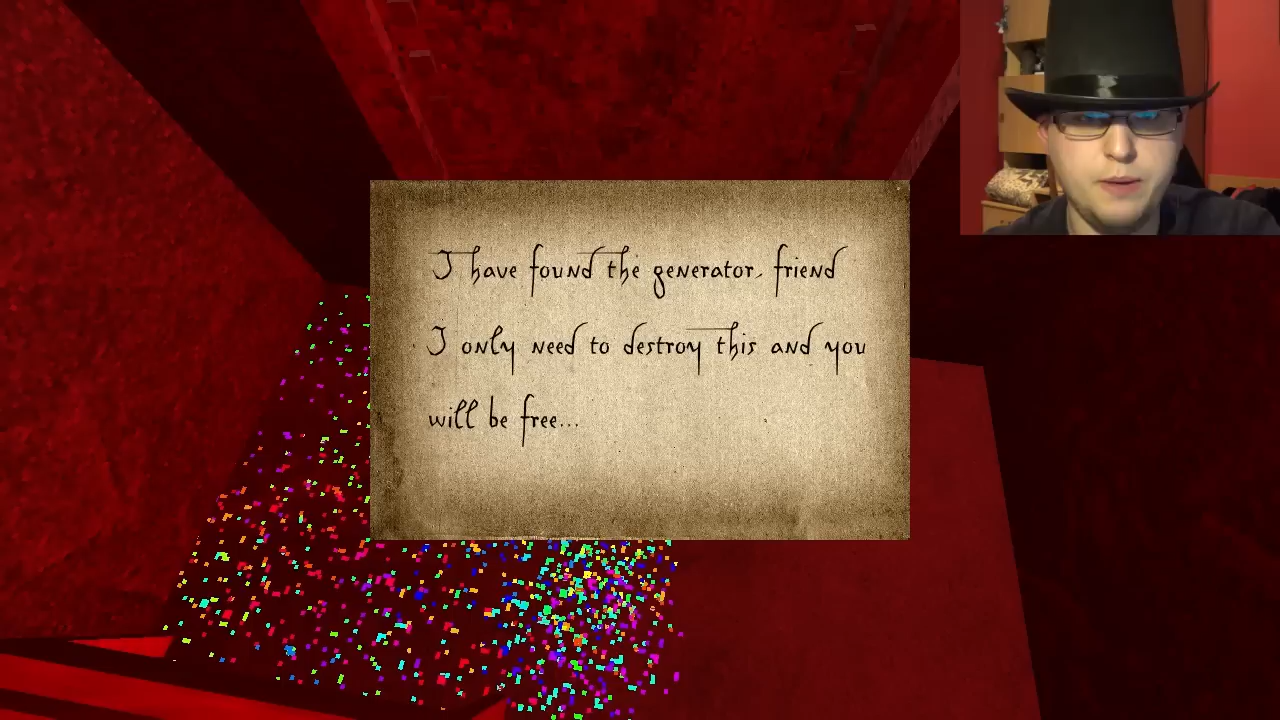 I have found the generator, friend
I only need to destroy this and you
will be free...